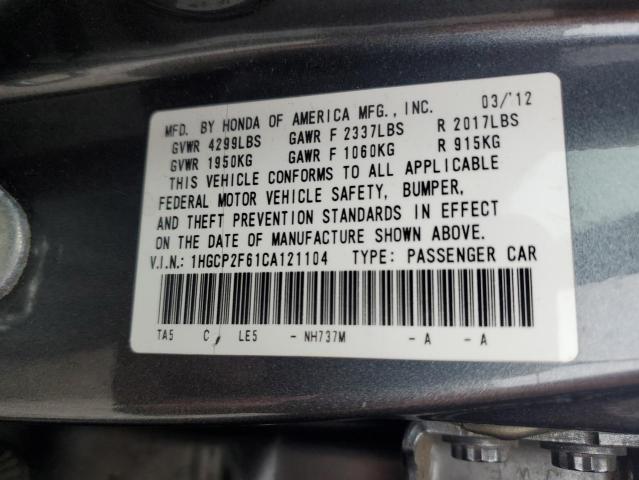 MFD. BY HONDA OF AMERICA MFG., INC. 03/'12
GVWR 4299LBS GAWR F 2337LBS R 2017LBS
GVWR 1950KG GAWR F 1060KG R 915KG
THIS VEHICLE CONFORMS TO ALL APPLICABLE
FEDERAL MOTOR VEHICLE SAFETY, BUMPER,
AND THEFT PREVENTION STANDARDS IN EFFECT
ON THE DATE OF MANUFACTURE SHOWN ABOVE.
V.I.N.: 1HGCP2F61CA121104 TYPE: PASSENGER CAR
TA5 C LE5 - NH737M - A - A